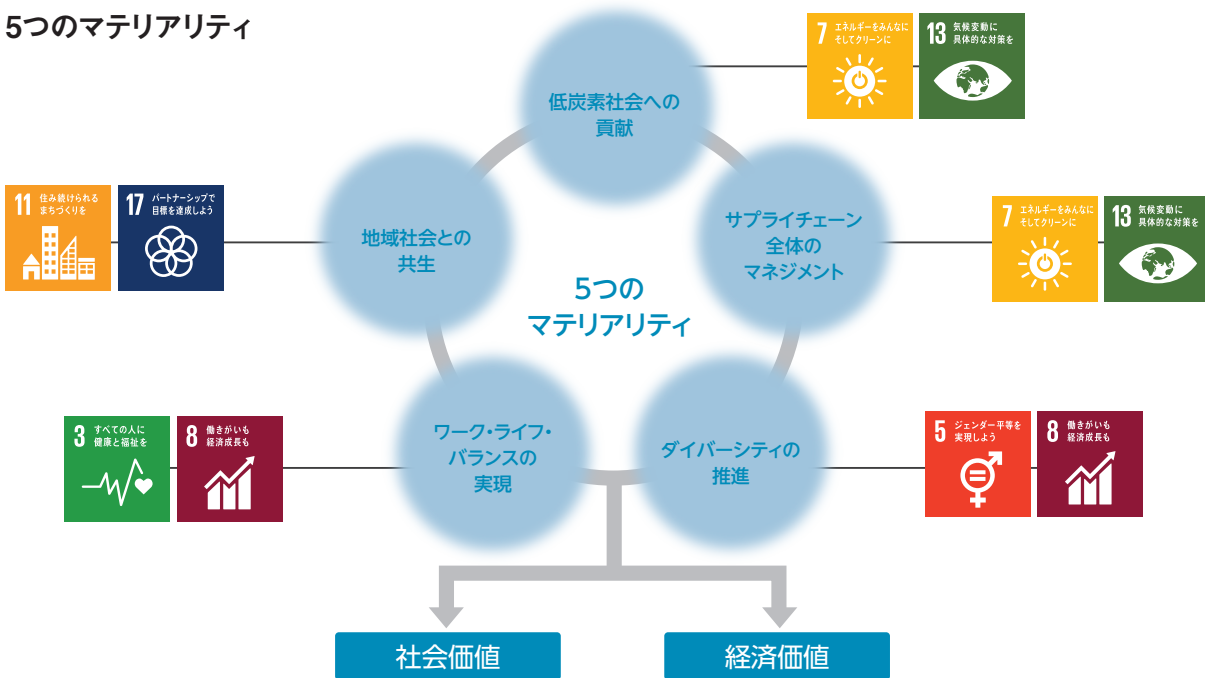 5つのマテリアリティ
7 エネルギーをみんなに
そしてクリーンに
13 気候変動に
具体的な対策を
低炭素社会への
貢献
11 住み続けられる
まちづくりを
17 パートナーシップで
目標を達成しよう
地域社会との
共生
サプライチェーン
全体の
マネジメント
7 エネルギーをみんなに
そしてクリーンに
13 気候変動に
具体的な対策を
5つの
マテリアリティ
3 すべての人に
健康と福祉を
8 働きがいも
経済成長も
ワーク・ライフ・
バランスの
実現
ダイバーシティの
推進
5 ジェンダー平等を
実現しよう
8 働きがいも
経済成長も
社会価値
経済価値